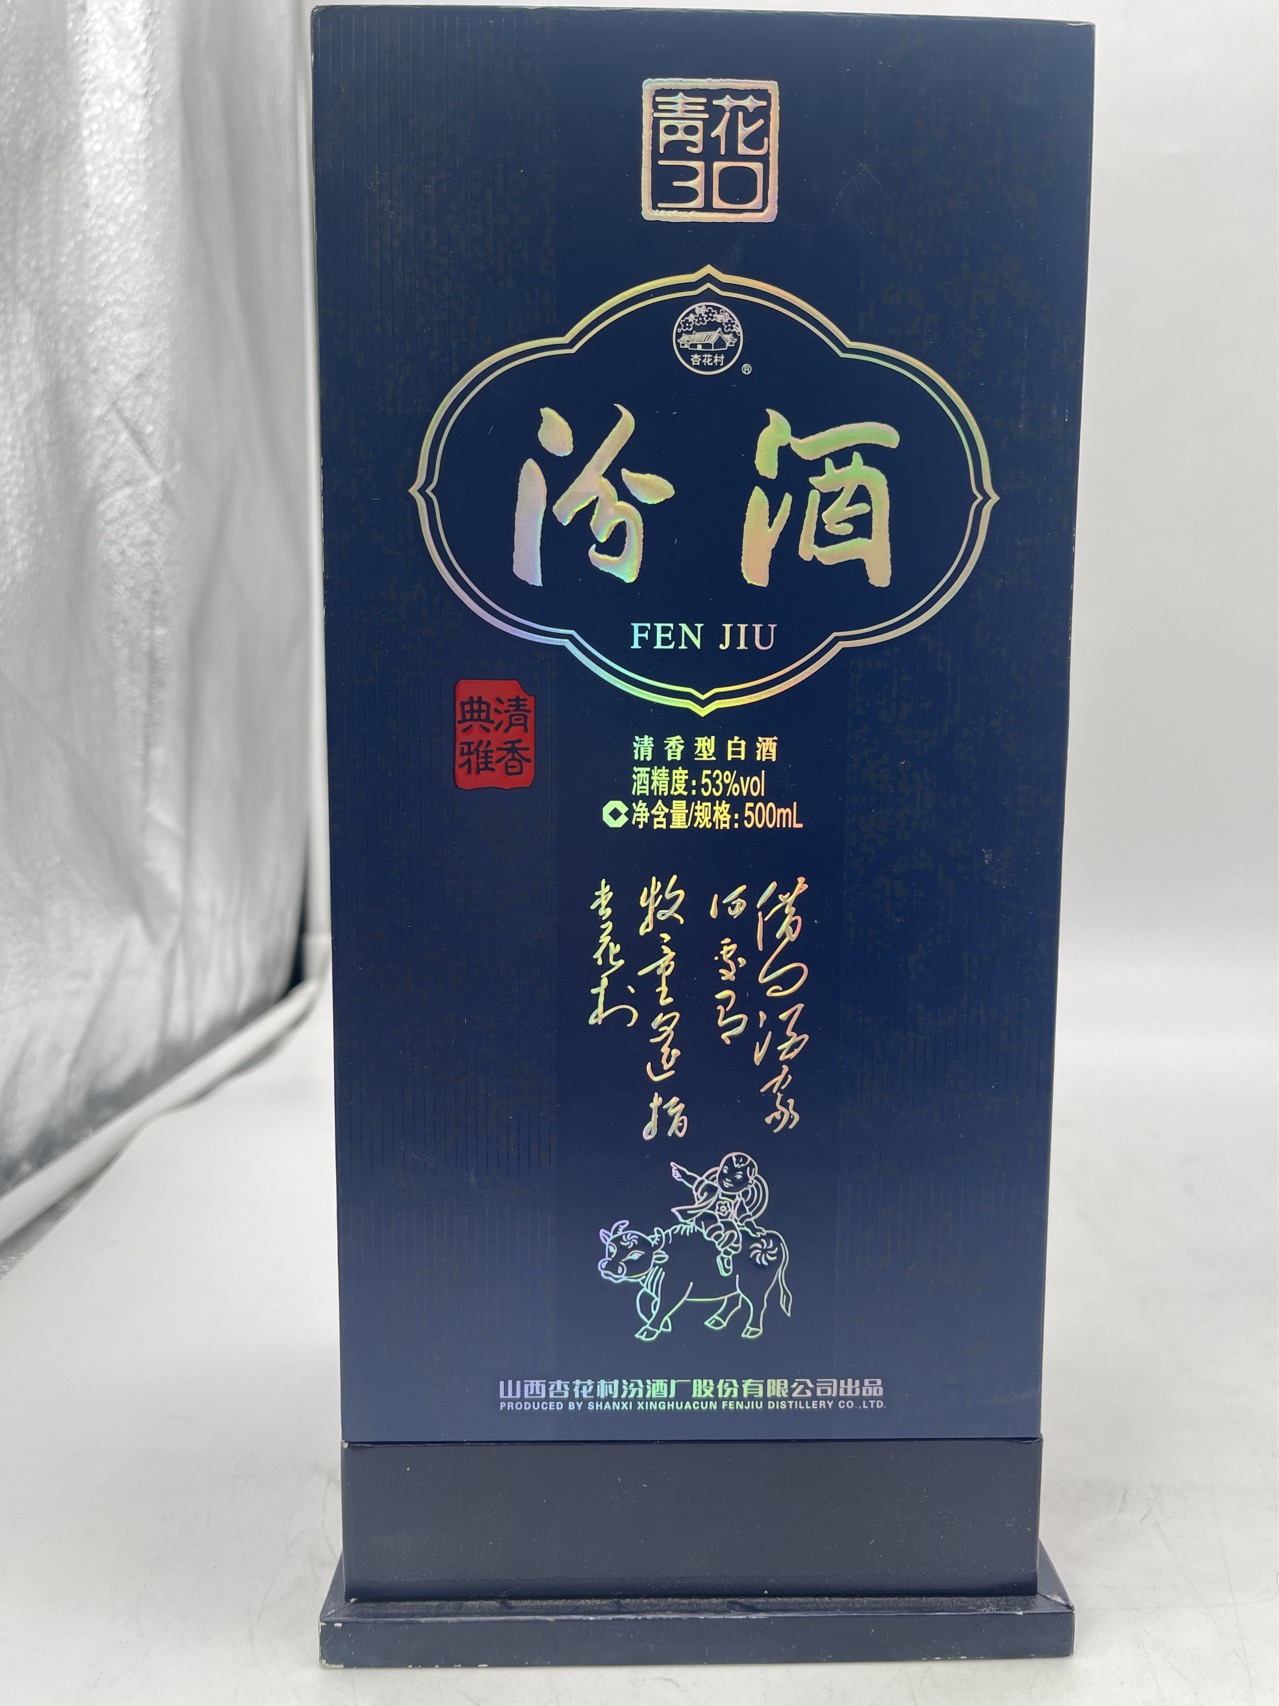 青花
30
杏花村
®
汾酒
FEN JIU
清香
典雅
清香型白酒
酒精度:53%vol
净含量/规格:500mL
借问酒家
何处有
牧童遥指
杏花村
山西杏花村汾酒厂股份有限公司出品
PRODUCED BY SHANXI XINGHUACUN FENJIU DISTILLERY CO.,LTD.